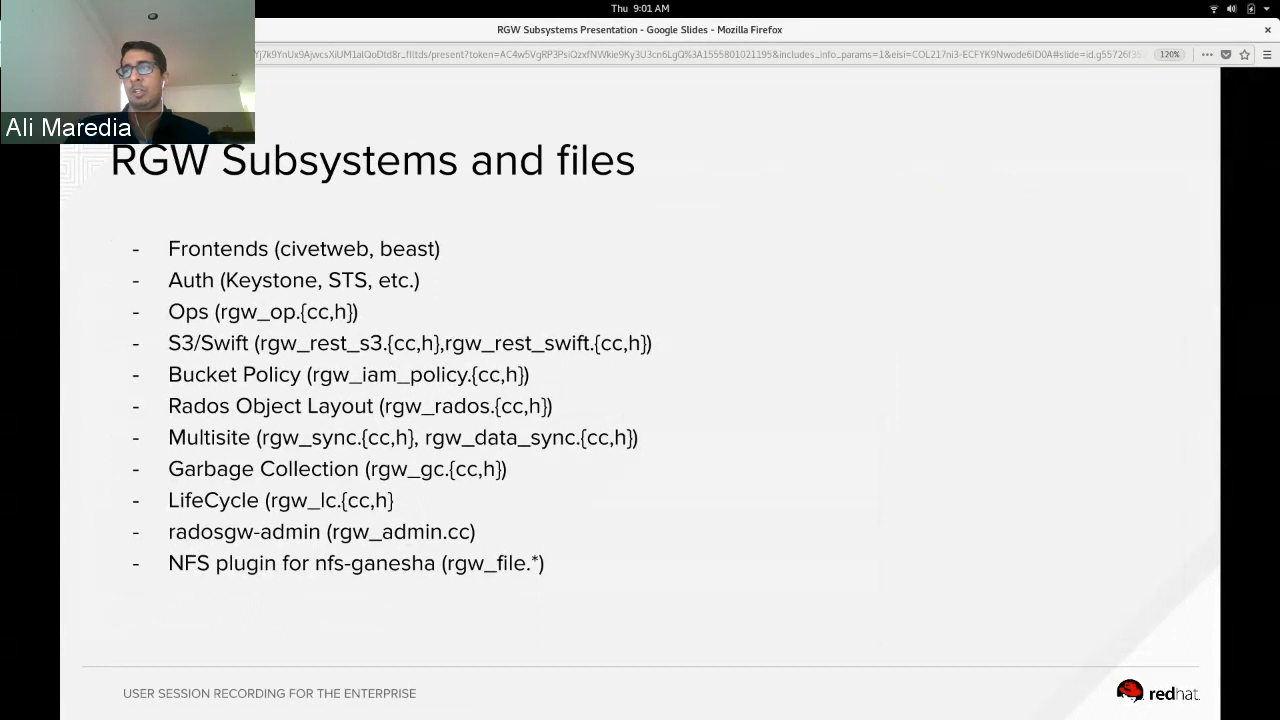 Thu 9:01 AM
RGW Subsystems Presentation - Google Slides - Mozilla Firefox
120%
Ali Maredia
RGW Subsystems and files
- Frontends (civetweb, beast)
- Auth (Keystone, STS, etc.)
- Ops (rgw_op.{cc,h})
- S3/Swift (rgw_rest_s3.{cc,h},rgw_rest_swift.{cc,h})
- Bucket Policy (rgw_iam_policy.{cc,h})
- Rados Object Layout (rgw_rados.{cc,h})
- Multisite (rgw_sync.{cc,h}, rgw_data_sync.{cc,h})
- Garbage Collection (rgw_gc.{cc,h})
- LifeCycle (rgw_lc.{cc,h}
- radosgw-admin (rgw_admin.cc)
- NFS plugin for nfs-ganesha (rgw_file.*)
USER SESSION RECORDING FOR THE ENTERPRISE
redhat.